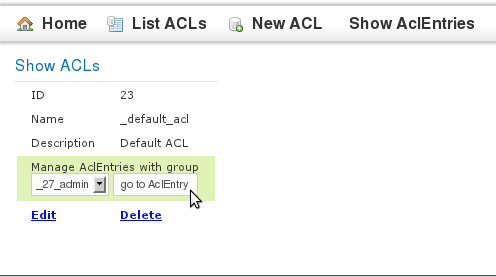 Home List ACLs New ACL Show AclEntries
Show ACLs
ID 23
Name _default_acl
Description Default ACL
Manage AclEntries with group
_27_admin go to AclEntry
Edit Delete